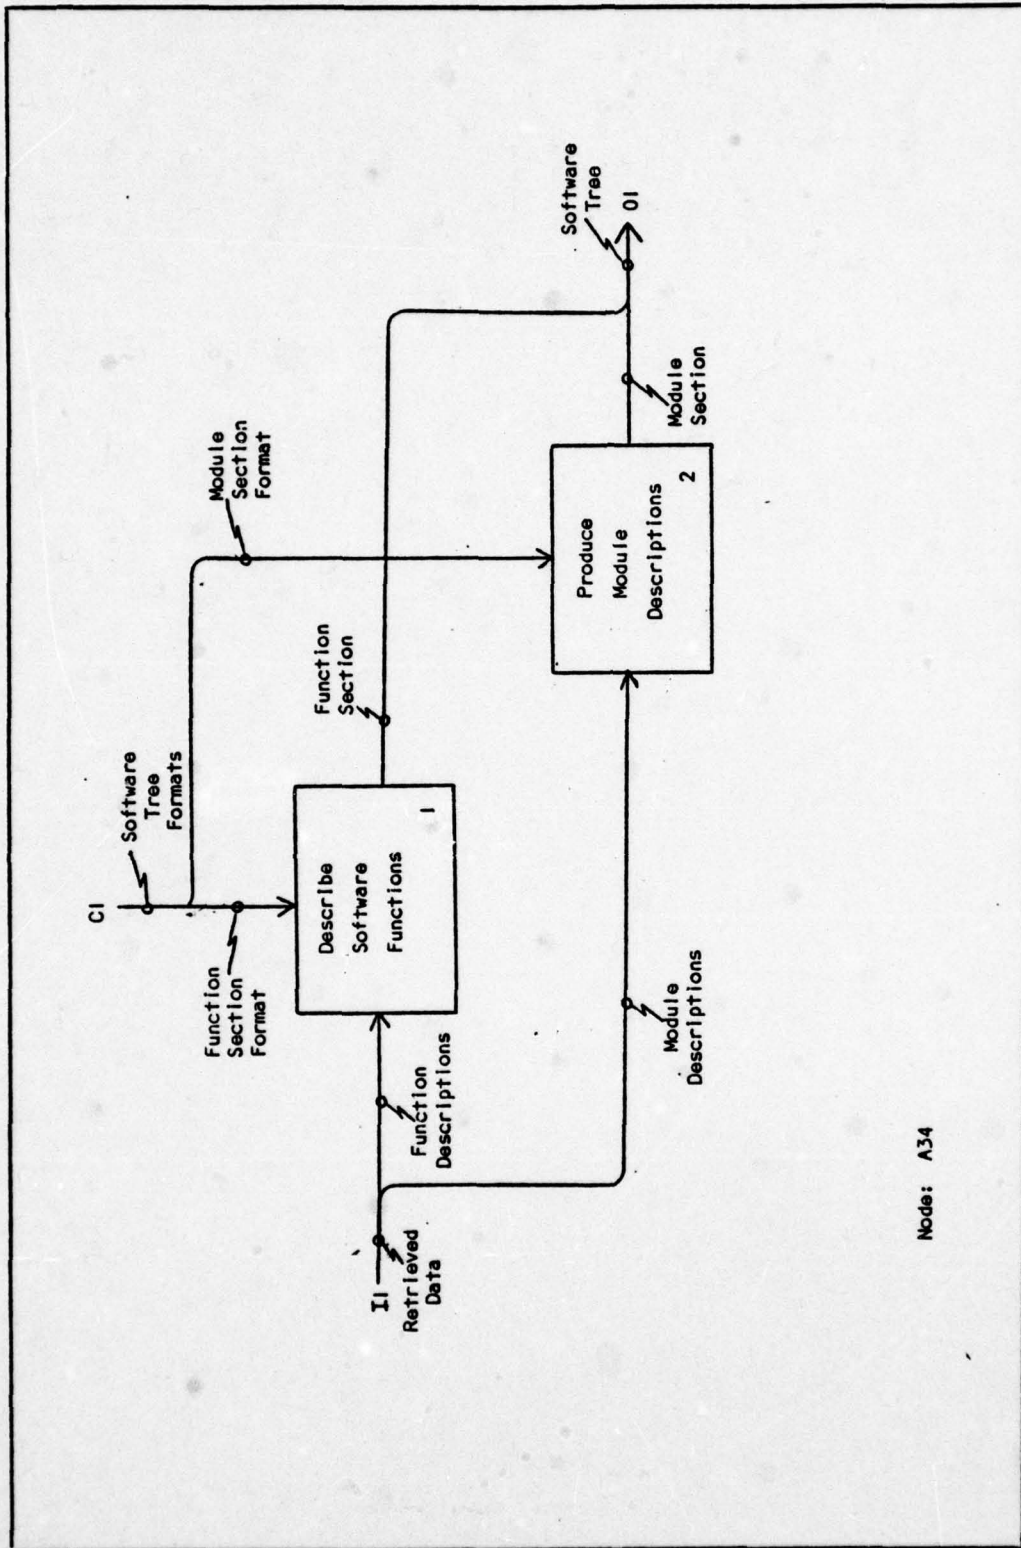 C1
Software
Tree
Formats
Function
Section
Format
Module
Section
Format
I1
Retrieved
Data
Function
Descriptions
Describe
Software
Functions
1
Function
Section
Module
Descriptions
Produce
Module
Descriptions
2
Module
Section
Software
Tree
O1
Node: A34